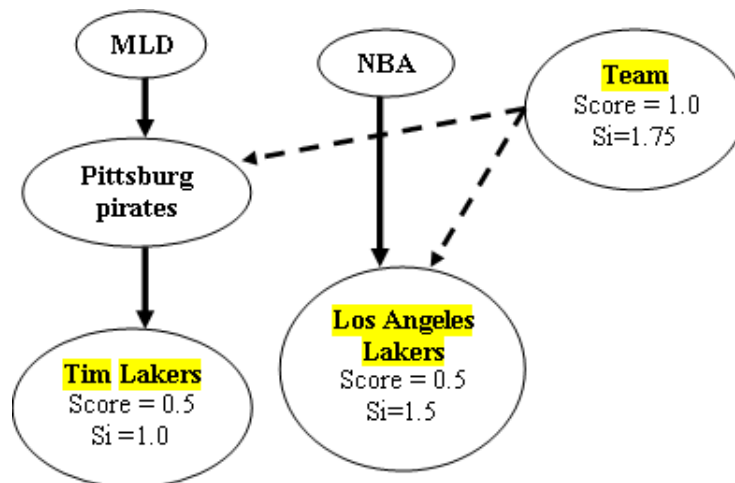 MLD
NBA
Team
Score = 1.0
Si=1.75
Pittsburg
pirates
Los Angeles
Lakers
Score = 0.5
Si=1.5
Tim Lakers
Score = 0.5
Si =1.0